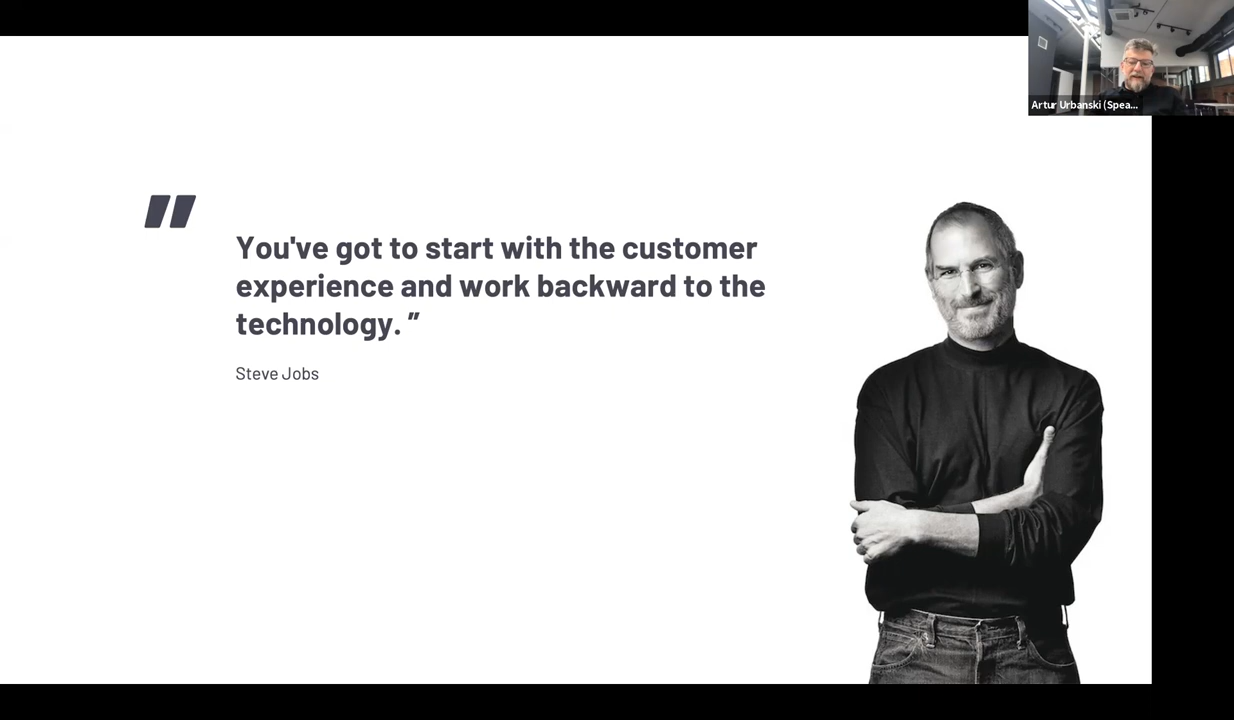 Artur Urbanski (Spea...
"
You've got to start with the customer
experience and work backward to the
technology. ”
Steve Jobs